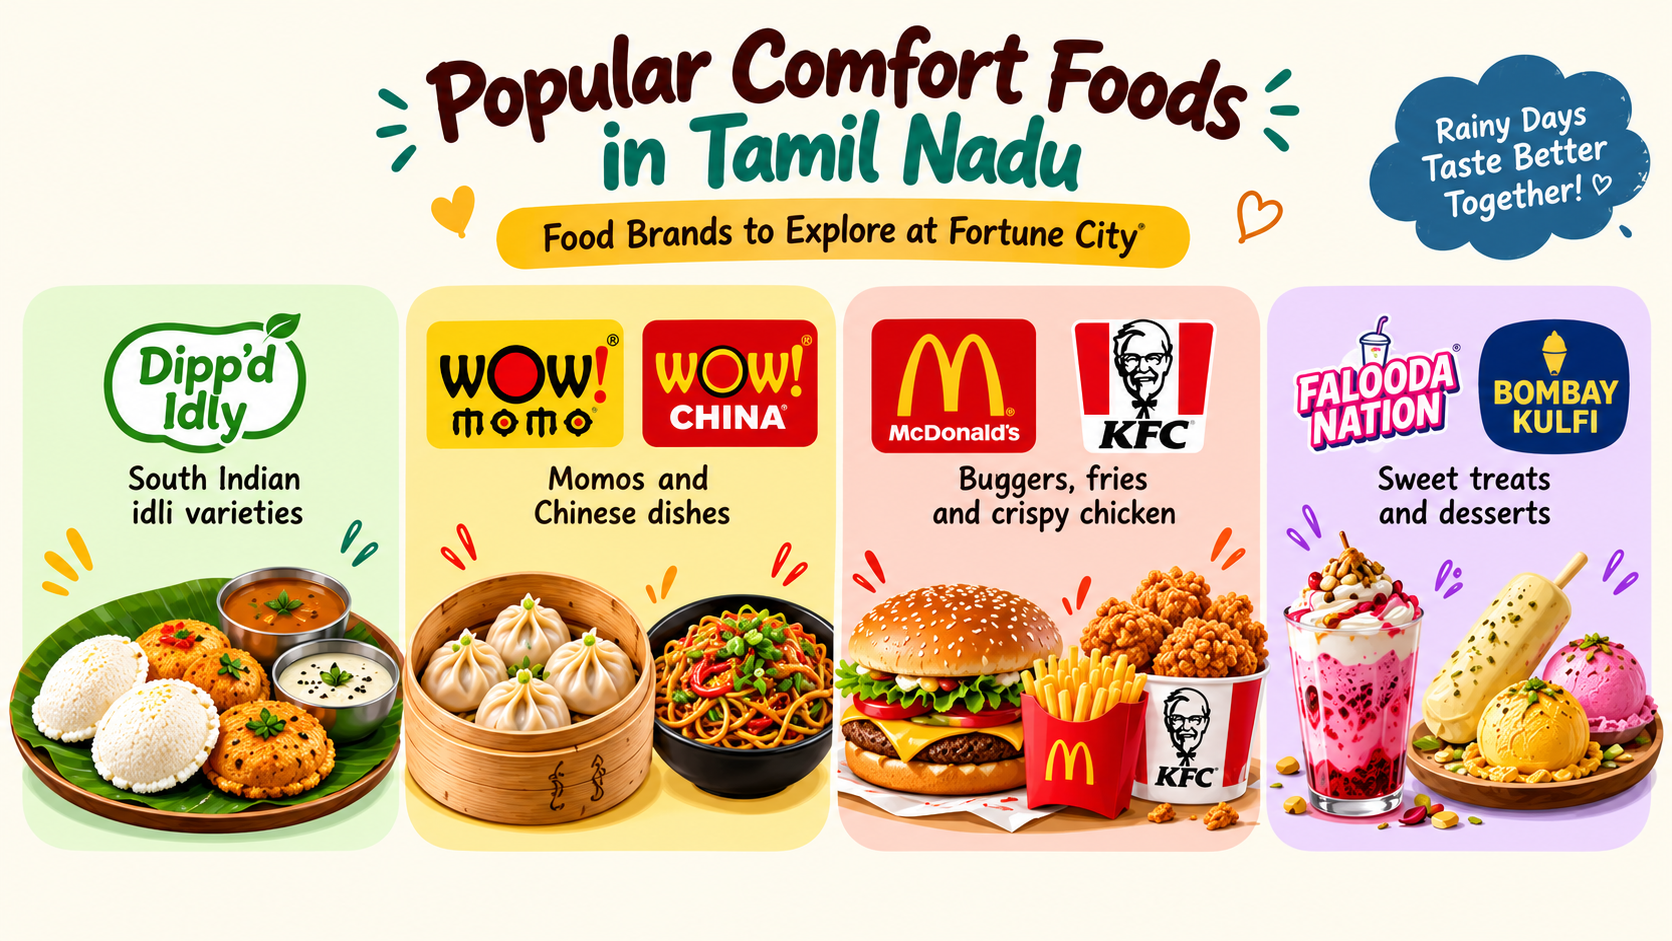 Popular Comfort Foods
in Tamil Nadu
Food Brands to Explore at Fortune City
Rainy Days
Taste Better
Together!
Dipp'd
Idly
South Indian
idli varieties
WOW!®
momo
WOW!®
CHINA
Momos and
Chinese dishes
McDonald's
KFC
Buggers, fries
and crispy chicken
FALOODA
NATION
BOMBAY
KULFI
Sweet treats
and desserts
KFC